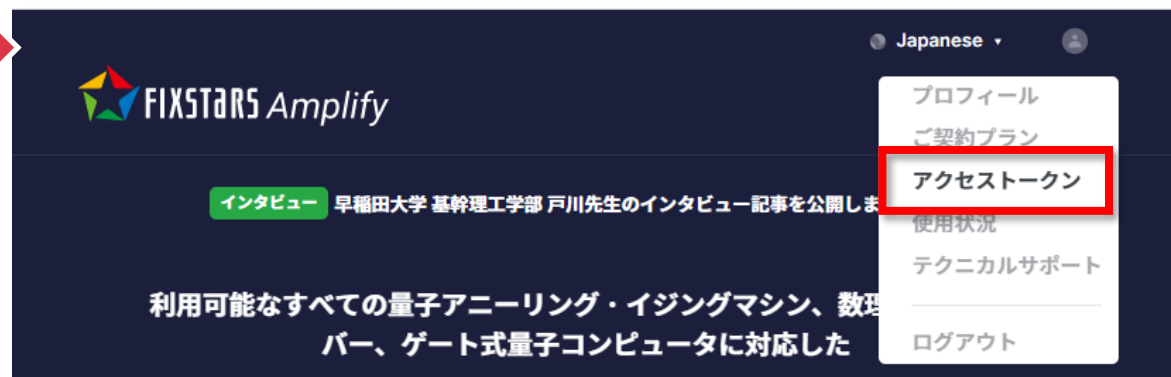 Japanese
FIXSTARS Amplify
プロフィール
ご契約プラン
アクセストークン
使用状況
テクニカルサポート
ログアウト
インタビュー 早稲田大学 基幹理工学部 戸川先生のインタビュー記事を公開しま
利用可能なすべての量子アニーリング・イジングマシン、数理
バー、ゲート式量子コンピュータに対応した